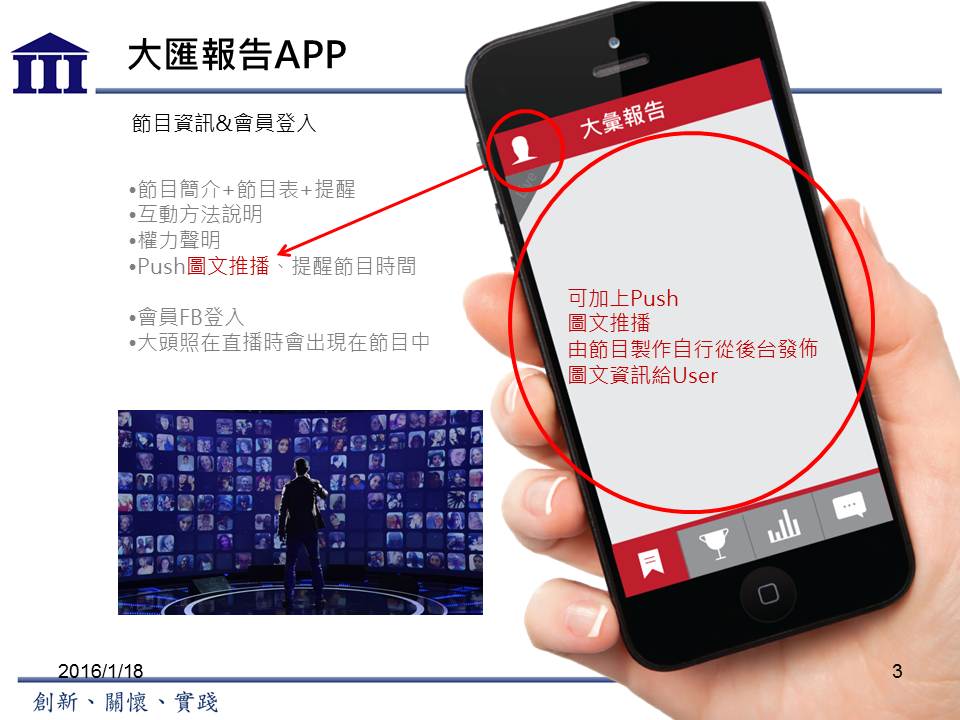 大匯報告APP
節目資訊&會員登入
•節目簡介+節目表+提醒
•互動方法說明
•權力聲明
•Push圖文推播、提醒節目時間
•會員FB登入
•大頭照在直播時會出現在節目中
大彙報告
Live
可加上Push
圖文推播
由節目製作自行從後台發佈
圖文資訊給User
2016/1/18
3
創新、關懷、實踐